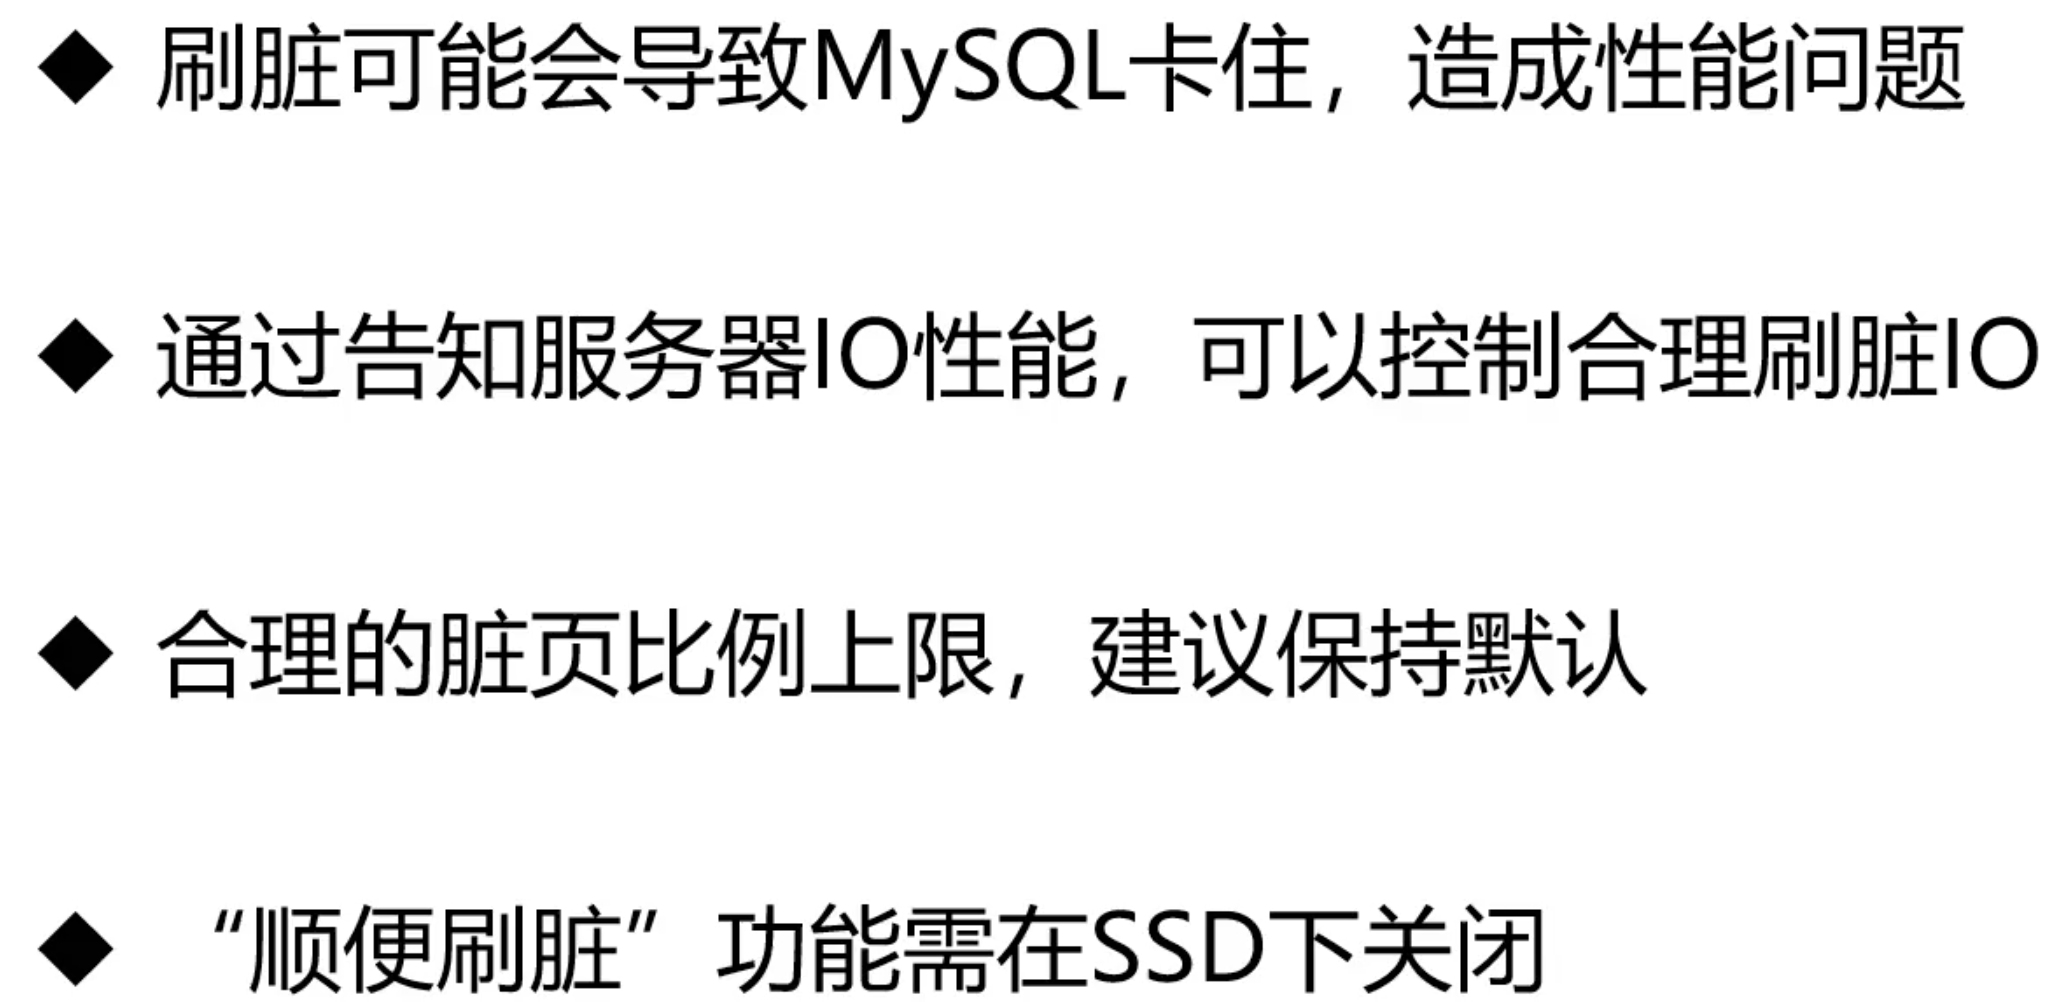 ◆ 刷脏可能会导致MySQL卡住，造成性能问题
◆ 通过告知服务器IO性能，可以控制合理刷脏IO
◆ 合理的脏页比例上限，建议保持默认
◆ “顺便刷脏”功能需在SSD下关闭